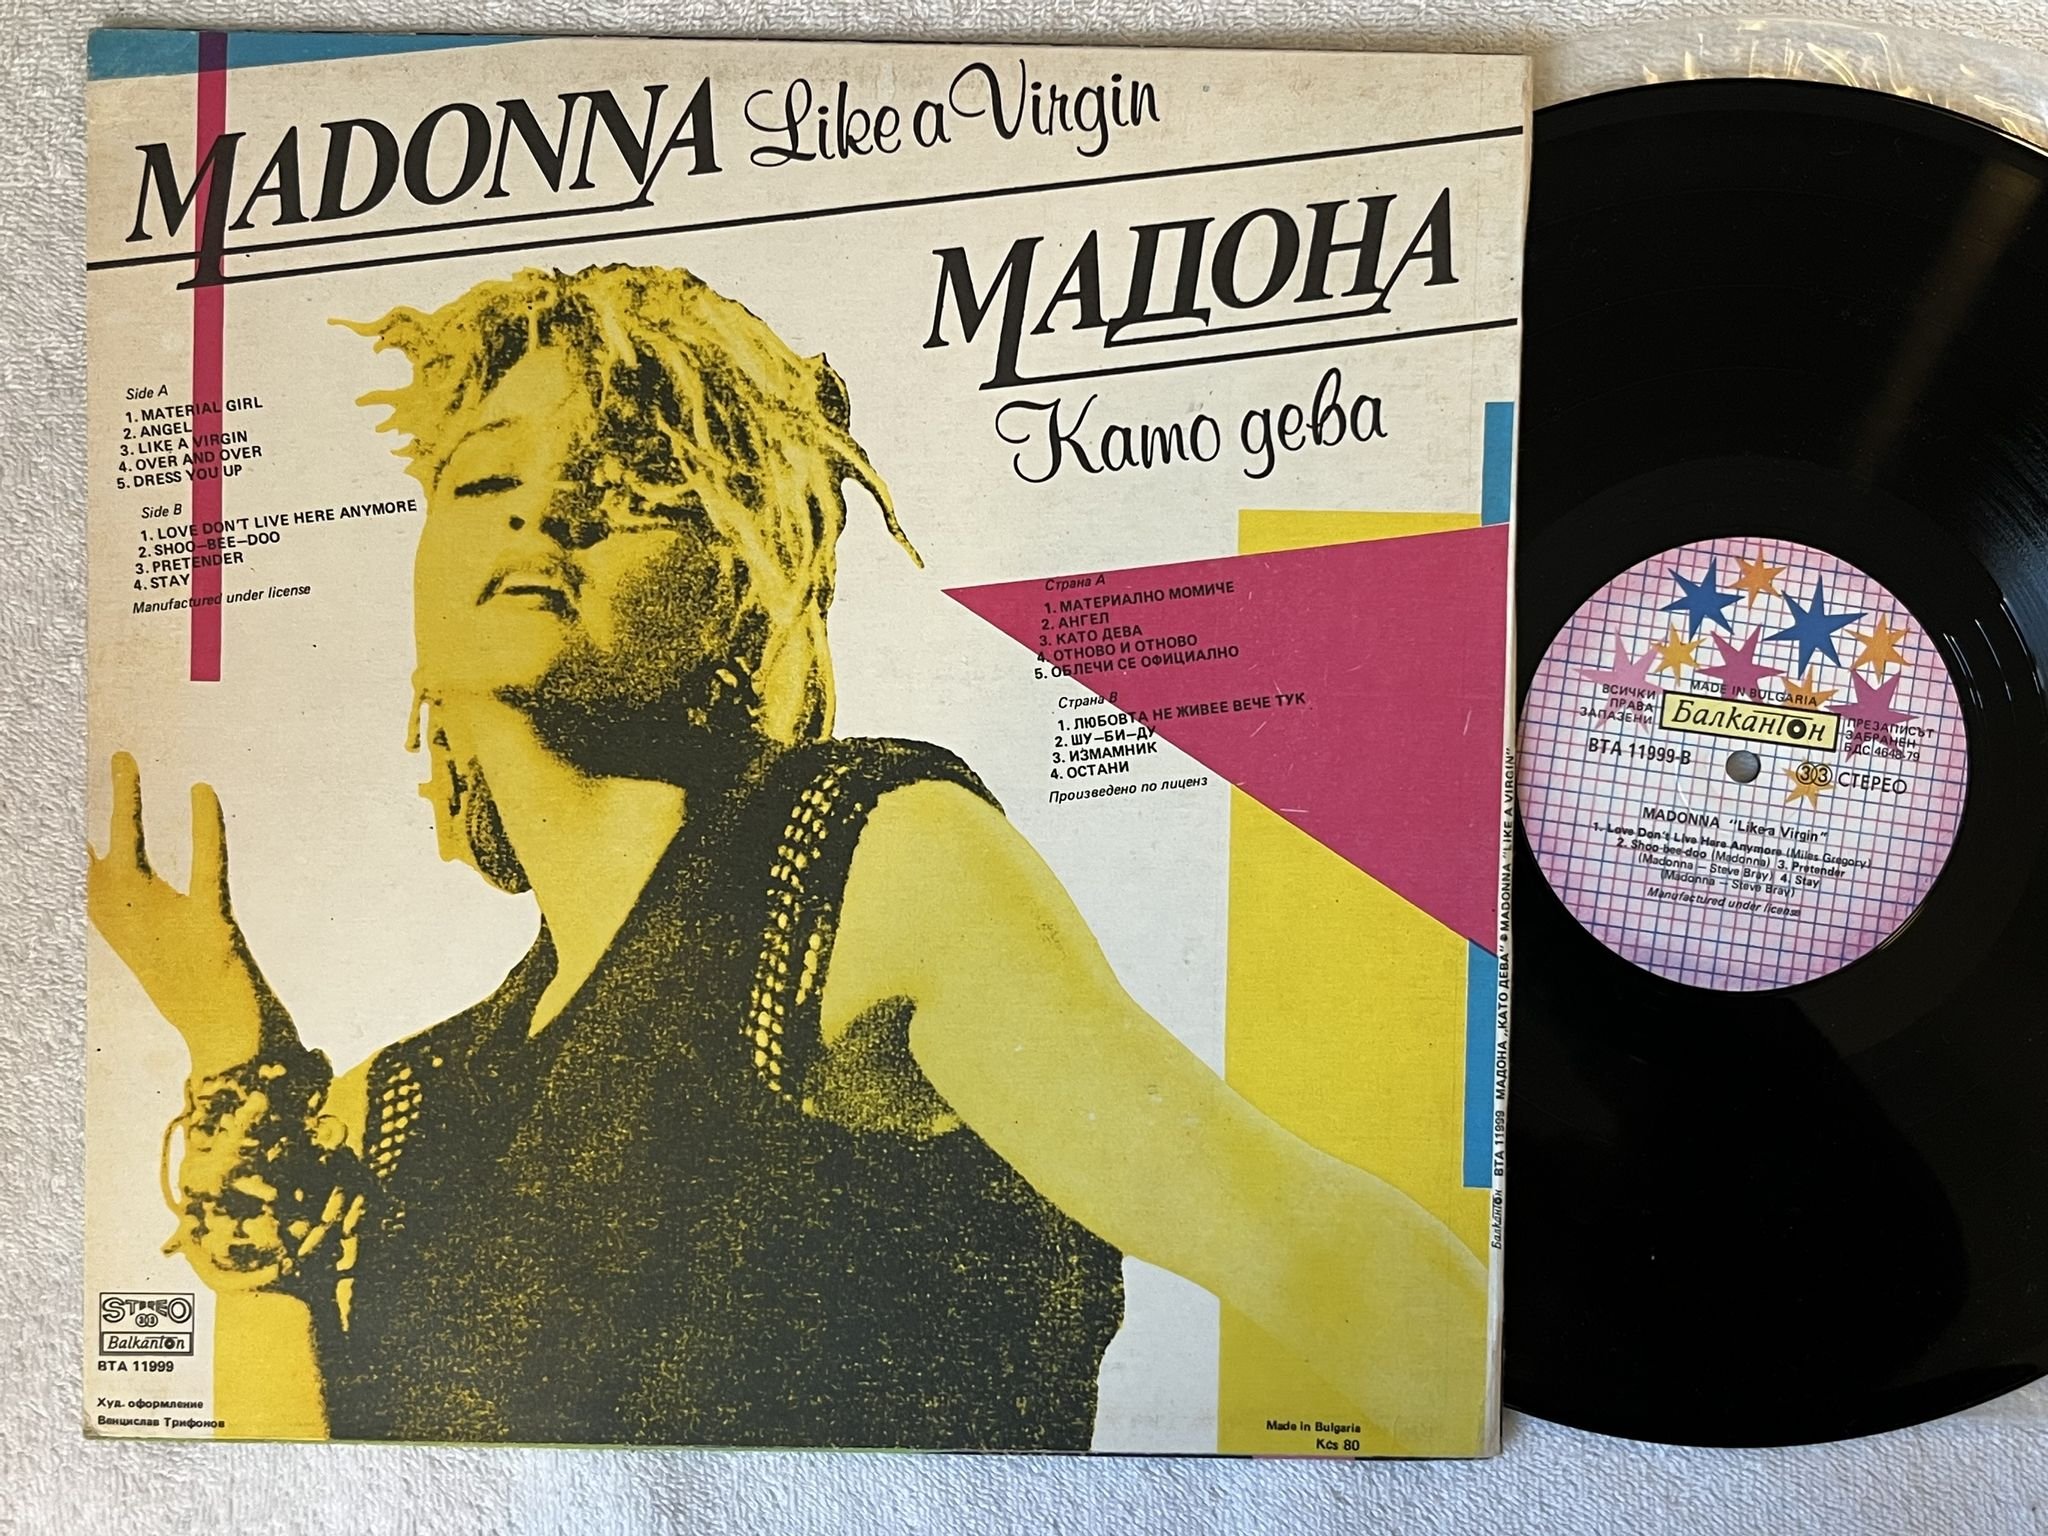 MADONNA Like a Virgin
МАДОНА
Като дева
Side A
1. MATERIAL GIRL
2. ANGEL
3. LIKE A VIRGIN
4. OVER AND OVER
5. DRESS YOU UP
Side B
1. LOVE DON'T LIVE HERE ANYMORE
2. SHOO–BEE–DOO
3. PRETENDER
4. STAY
Manufactured under license
Страна А
1. МАТЕРИАЛНО МОМИЧЕ
2. АНГЕЛ
3. КАТО ДЕВА
4. ОТНОВО И ОТНОВО
5. ОБЛЕЧИ СЕ ОФИЦИАЛНО
Страна В
1. ЛЮБОВТА НЕ ЖИВЕЕ ВЕЧЕ ТУК
2. ШУ–БИ–ДУ
3. ИЗМАМНИК
4. ОСТАНИ
Произведено по лиценз
STEREO
33
Balkanton
ВТА 11999
Худ. оформление
Венцислав Трифонов
Made in Bulgaria
Kcs 80
Балкантон ВТА 11999 МАДОНА „КАТО ДЕВА" ● MADONNA "LIKE A VIRGIN"
MADE IN BULGARIA
ВСИЧКИ
ПРАВА
ЗАПАЗЕНИ
Балкантон
ПРЕЗАПИСЪТ
ЗАБРАНЕН
БДС 4648-79
ВТА 11999-В
33 СТЕРЕО
MADONNA "Like a Virgin"
1. Love Don't Live Here Anymore (Miles Gregory)
2. Shoo-bee-doo (Madonna) 3. Pretender
(Madonna – Steve Bray) 4. Stay
(Madonna – Steve Bray)
Manufactured under license